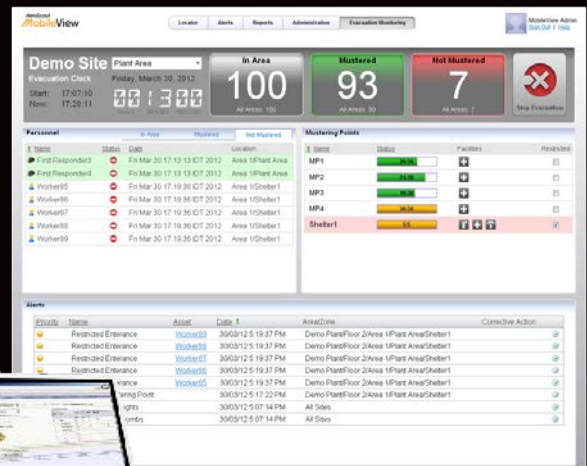 AeroScout
MobileView
Locator Alerts Reports Administration Evacuation Monitoring
MobileView Admin
Sign Out | Help
Demo Site Plant Area
Evacuation Clock Friday, March 30, 2012
Start: 17:07:10
Now: 17:20:11
00 13 00
In Area
100
All Areas: 100
Mustered
93
All Areas: 93
Not Mustered
7
All Areas: 7
Stop Evacuation
Personnel In Area Mustered Not Mustered
Name Status Date Location
First Responder3 Fri Mar 30 17:13:13 IDT 2012 Area 1/Plant Area
First Responder4 Fri Mar 30 17:13:13 IDT 2012 Area 1/Plant Area
Worker85 Fri Mar 30 17:19:36 IDT 2012 Area 1/Shelter1
Worker86 Fri Mar 30 17:19:36 IDT 2012 Area 1/Shelter1
Worker87 Fri Mar 30 17:19:36 IDT 2012 Area 1/Shelter1
Worker88 Fri Mar 30 17:19:36 IDT 2012 Area 1/Shelter1
Worker89 Fri Mar 30 17:19:36 IDT 2012 Area 1/Shelter1
Mustering Points
Name Status Facilities Restricted
MP1
MP2
MP3
MP4
Shelter1 5/5
Alerts
Priority Name Asset Date Area/Zone Corrective Action
Restricted Enterance Worker89 30/03/12 5:19:37 PM Demo Plant/Floor 2/Area 1/Plant Area/Shelter1
Restricted Enterance Worker88 30/03/12 5:19:37 PM Demo Plant/Floor 2/Area 1/Plant Area/Shelter1
Restricted Enterance Worker87 30/03/12 5:19:37 PM Demo Plant/Floor 2/Area 1/Plant Area/Shelter1
Restricted Enterance Worker86 30/03/12 5:19:37 PM Demo Plant/Floor 2/Area 1/Plant Area/Shelter1
erance Worker85 30/03/12 5:19:37 PM Demo Plant/Floor 2/Area 1/Plant Area/Shelter1
tering Point 30/03/12 5:17:22 PM Demo Plant/Floor 2/Area 1/Plant Area/Shelter1
ights 30/03/12 5:07:14 PM All Sites
ombs 30/03/12 5:07:14 PM All Sites